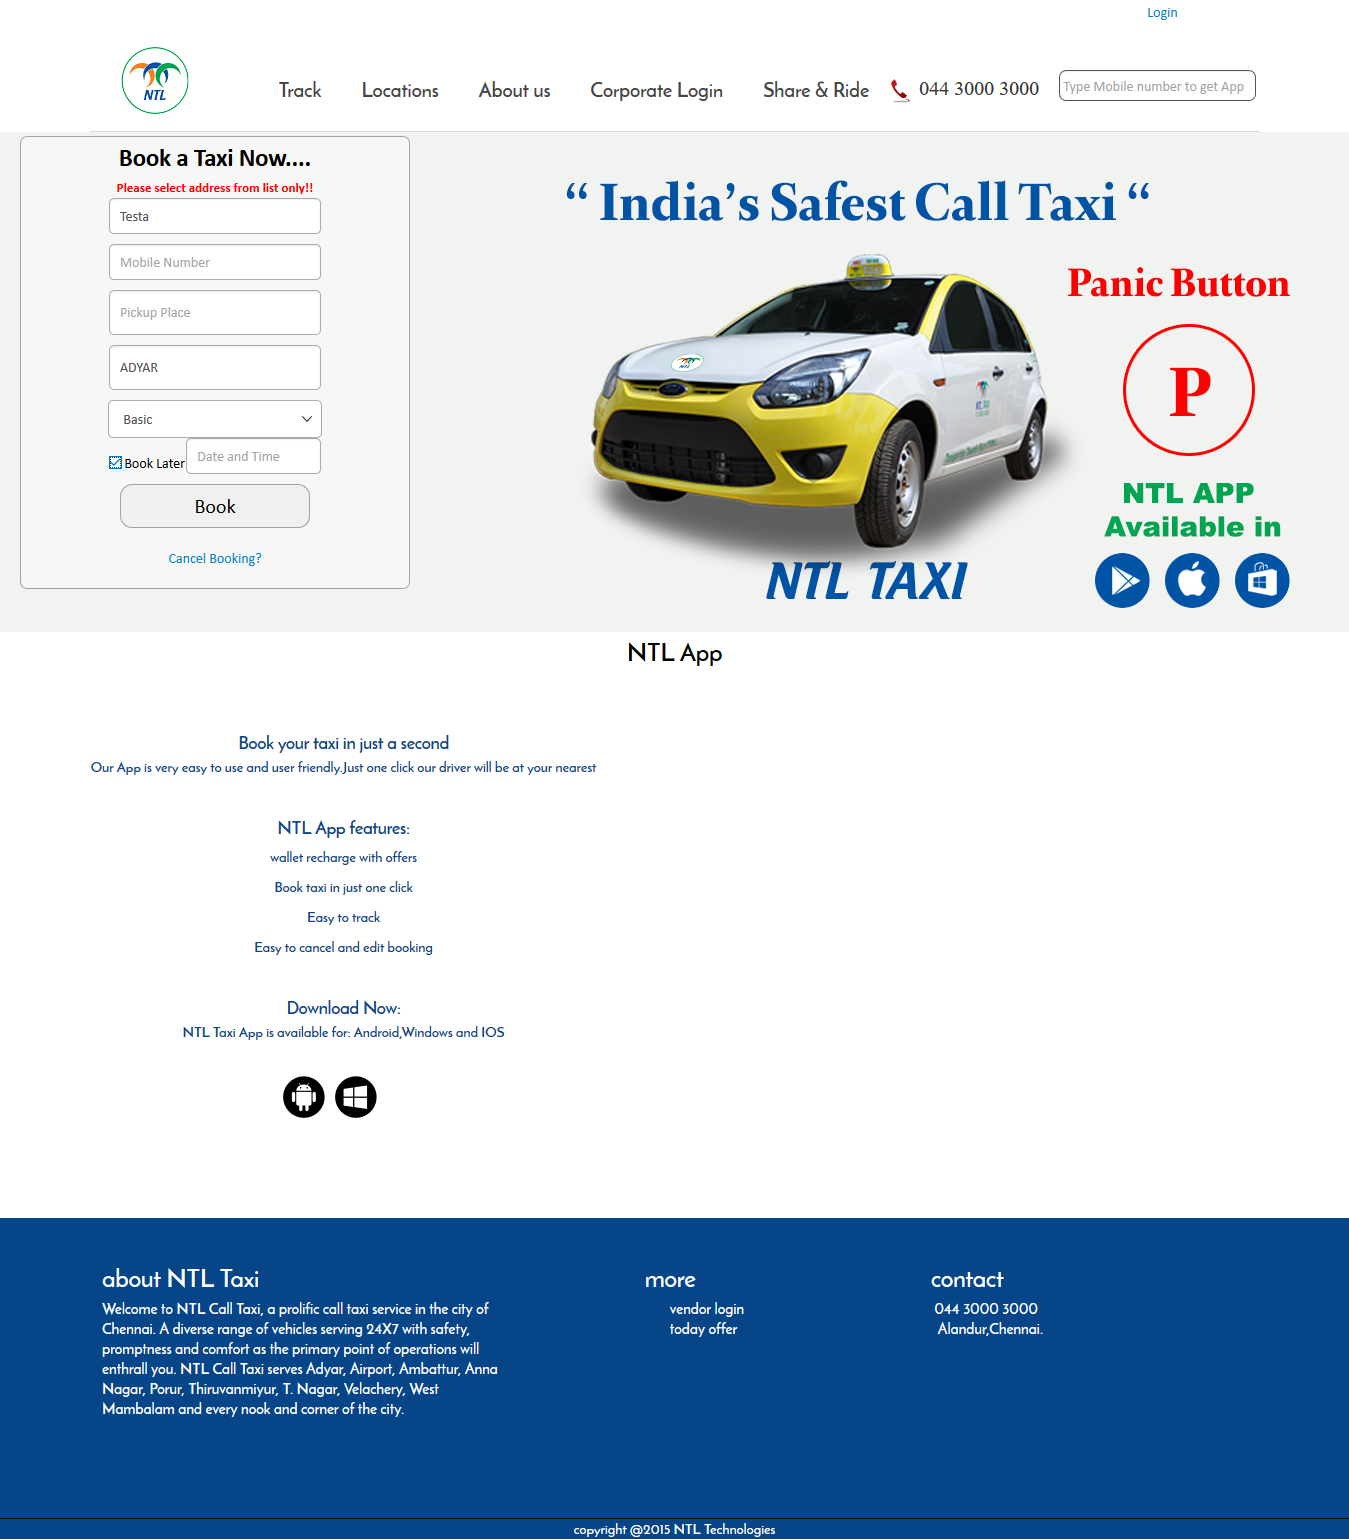 Login
NTL
Track Locations About us Corporate Login Share & Ride 044 3000 3000 Type Mobile number to get App
Book a Taxi Now....
Please select address from list only!!
Testa
Mobile Number
Pickup Place
ADYAR
Basic
Book Later Date and Time
Book
Cancel Booking?
“ India’s Safest Call Taxi “
Panic Button
P
NTL APP
Available in
NTL TAXI
NTL App
Book your taxi in just a second
Our App is very easy to use and user friendly.Just one click our driver will be at your nearest
NTL App features:
wallet recharge with offers
Book taxi in just one click
Easy to track
Easy to cancel and edit booking
Download Now:
NTL Taxi App is available for: Android,Windows and IOS
about NTL Taxi
Welcome to NTL Call Taxi, a prolific call taxi service in the city of
Chennai. A diverse range of vehicles serving 24X7 with safety,
promptness and comfort as the primary point of operations will
enthrall you. NTL Call Taxi serves Adyar, Airport, Ambattur, Anna
Nagar, Porur, Thiruvanmiyur, T. Nagar, Velachery, West
Mambalam and every nook and corner of the city.
more
vendor login
today offer
contact
044 3000 3000
Alandur,Chennai.
copyright @2015 NTL Technologies